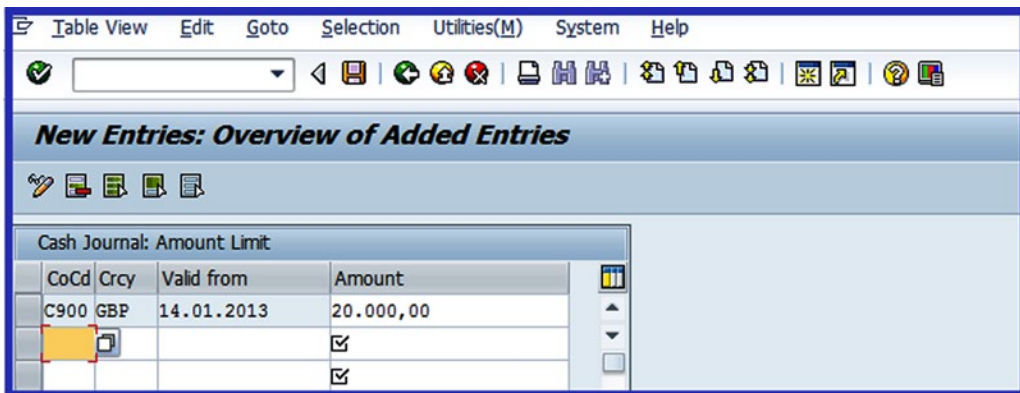 Table View Edit Goto Selection Utilities(M) System Help
New Entries: Overview of Added Entries
Cash Journal: Amount Limit
CoCd Crcy Valid from Amount
C900 GBP 14.01.2013 20.000,00